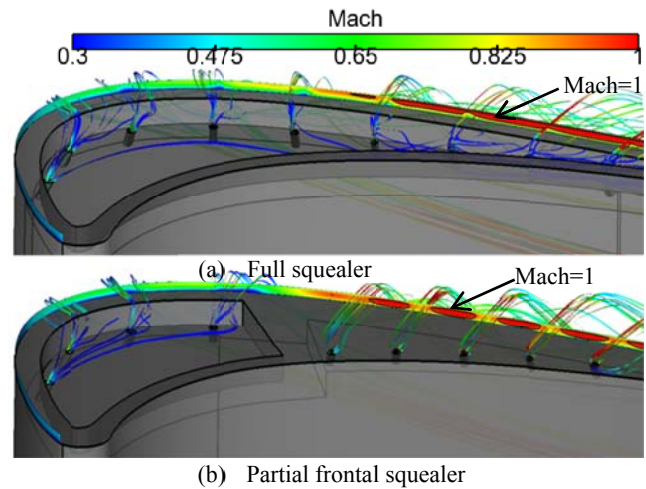 Mach
0.3 0.475 0.65 0.825 1
Mach=1
(a) Full squealer
Mach=1
(b) Partial frontal squealer